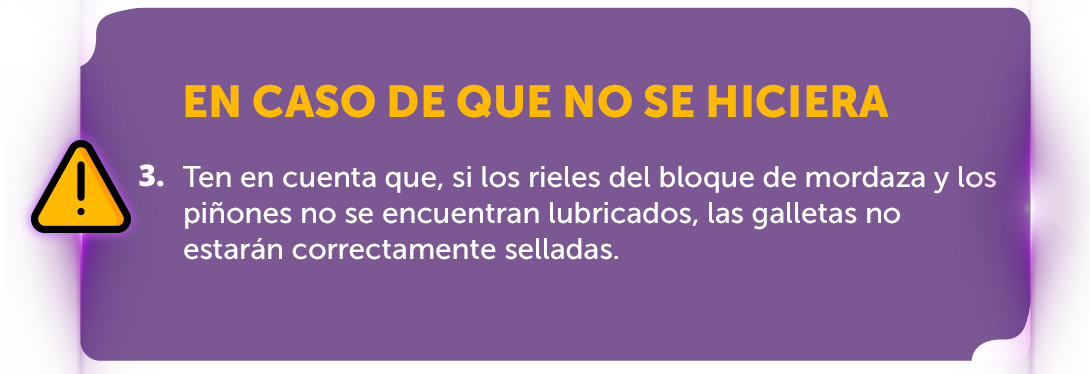 EN CASO DE QUE NO SE HICIERA
3. Ten en cuenta que, si los rieles del bloque de mordaza y los
piñones no se encuentran lubricados, las galletas no
estarán correctamente selladas.